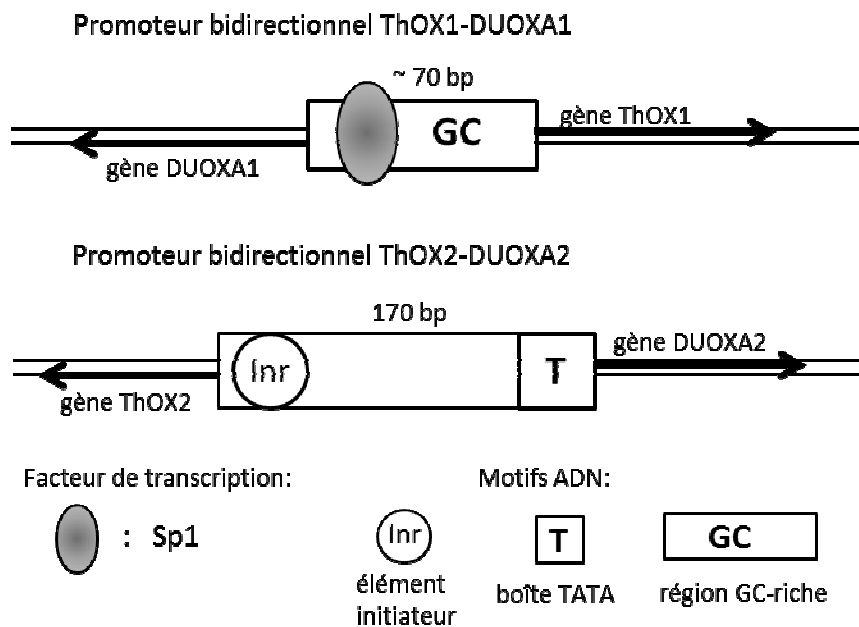 Promoteur bidirectionnel ThOX1-DUOXA1
~ 70 bp
GC
gène ThOX1
gène DUOXA1
Promoteur bidirectionnel ThOX2-DUOXA2
170 bp
Inr
T
gène DUOXA2
gène ThOX2
Facteur de transcription:
Motifs ADN:
: Sp1
Inr
T
GC
élément
initiateur
boîte TATA
région GC-riche